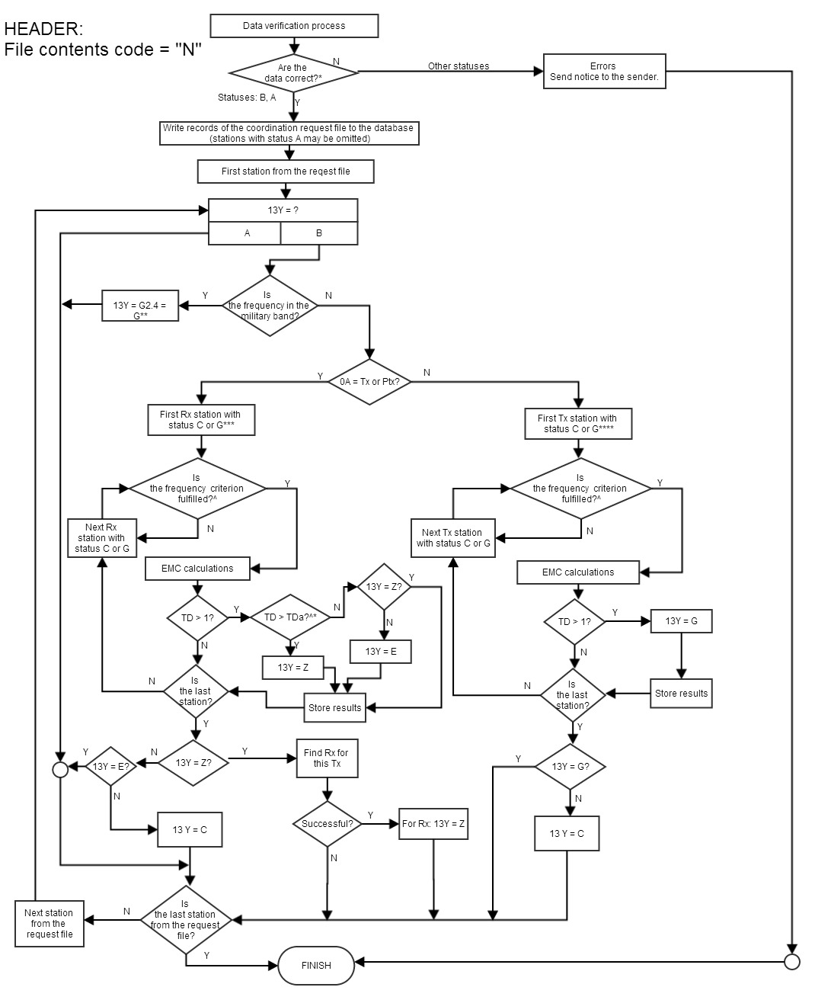 HEADER:
File contents code = "N"
Data verification process
Are the
data correct?*
N
Other statuses
Errors
Send notice to the sender.
Statuses: B, A
Y
Write records of the coordination request file to the database
(stations with status A may be omitted)
First station from the reqest file
13Y = ?
A
B
Is
the frequency in the
military band?
Y
N
13Y = G2.4 =
G**
0A = Tx or Ptx?
Y
N
First Rx station with
status C or G***
First Tx station with
status C or G****
Is
the frequency criterion
fulfilled?^
Y
N
Next Rx
station with
status C or G
Is
the frequency criterion
fulfilled?^
Y
N
Next Tx station
with status C or G
EMC calculations
EMC calculations
TD > 1?
Y
N
TD > TDa?^*
N
Y
13Y = Z?
Y
N
13Y = E
13Y = Z
TD > 1?
Y
N
13Y = G
Is
the last
station?
N
Y
Store results
Is
the last
station?
N
Y
Store results
13Y = E?
Y
N
13Y = Z?
N
Y
Find Rx for
this Tx
13Y = G?
Y
N
13 Y = C
Successful?
Y
N
For Rx: 13Y = Z
13 Y = C
Is
the last station
from the request
file?
N
Y
Next station
from the
request file
FINISH